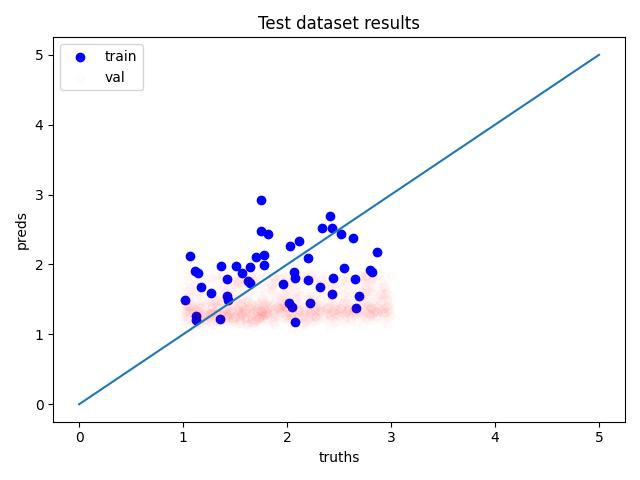 Test dataset results
train
val
preds
5
4
3
2
1
0
0 1 2 3 4 5
truths